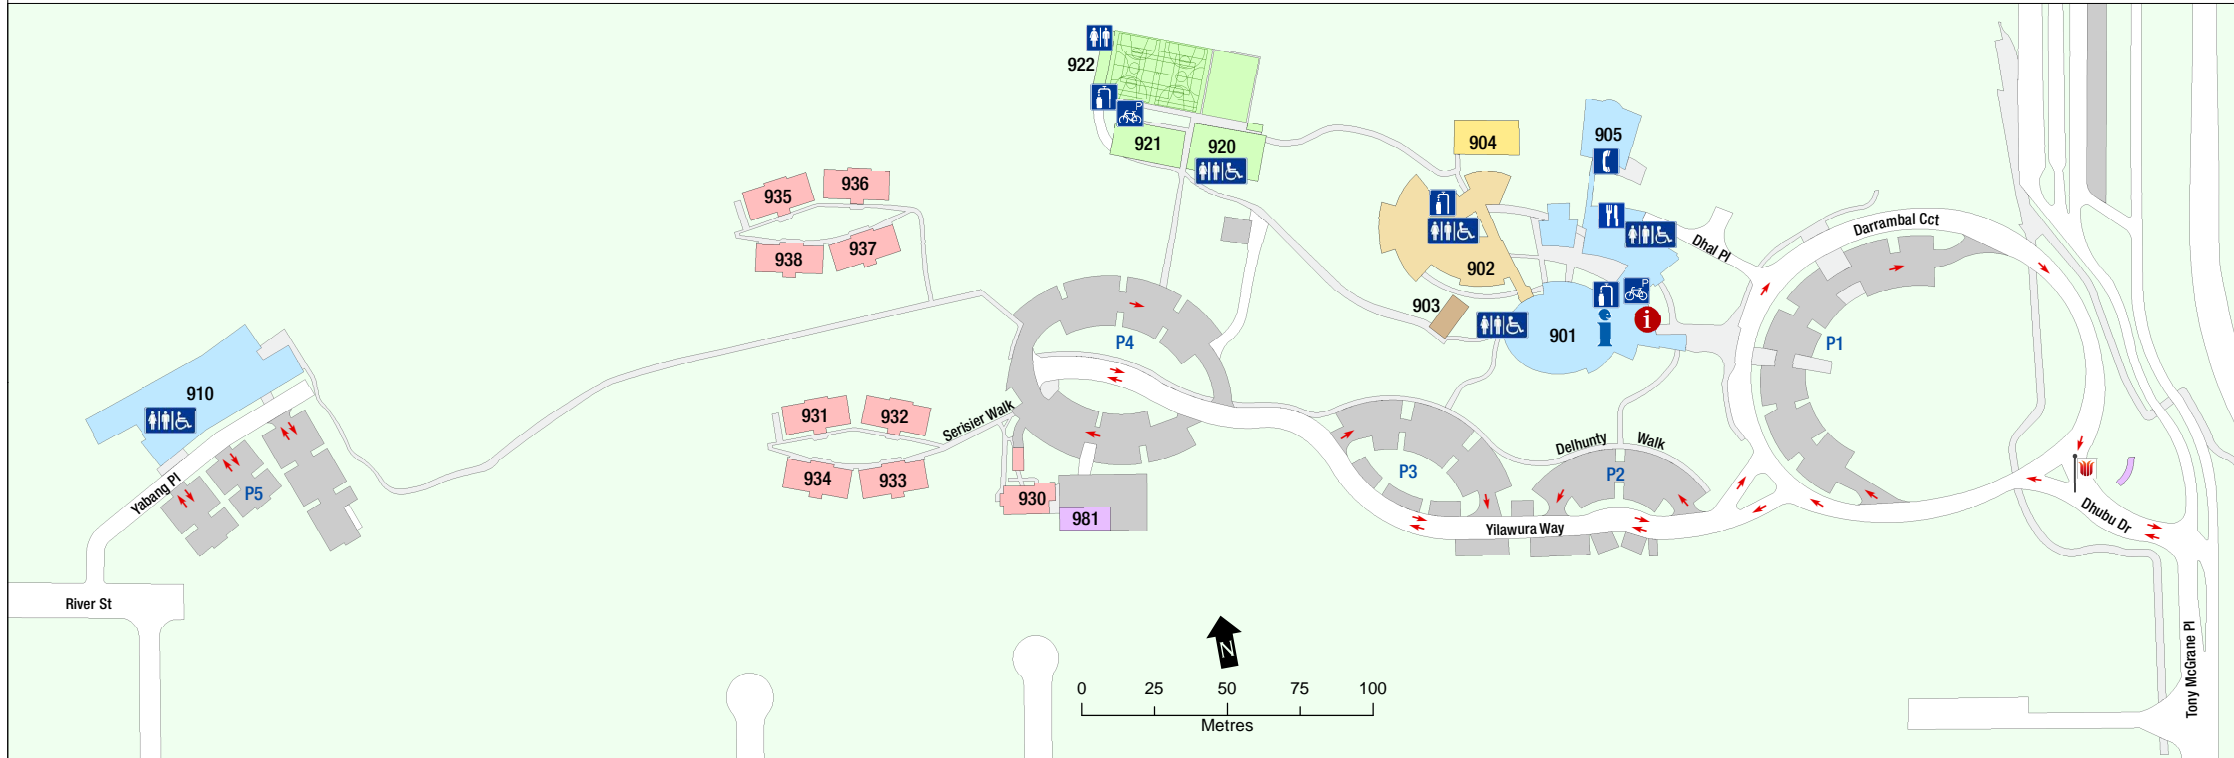 922
P
921
920
904
905
935
936
937
938
902
903
901
i
Dhal Pl
Darrambal Cct
P1
P4
910
931
932
Serisier Walk
934
933
930
981
P3
Delhunty Walk
P2
Yilawura Way
Yabang Pl
P5
River St
P
Dhubu Dr
Tony McGrane Pl
N
0 25 50 75 100
Metres